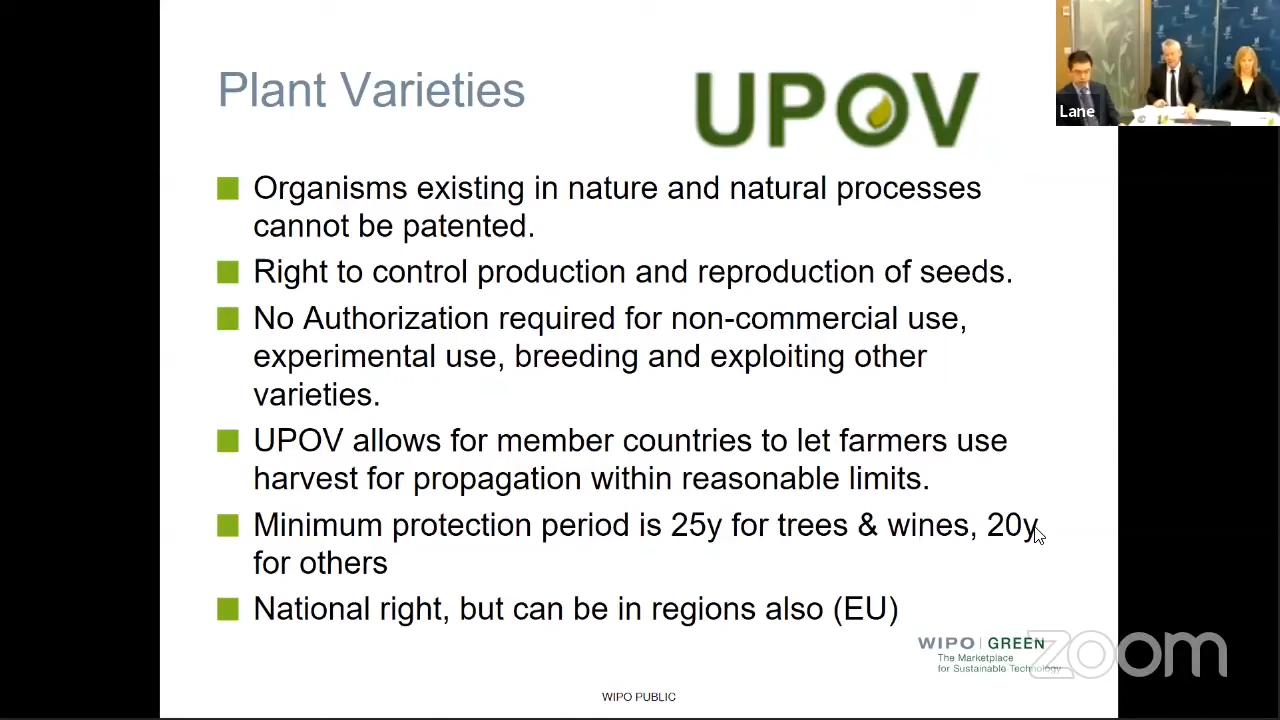 Plant Varieties
UPOV
Lane
Organisms existing in nature and natural processes
cannot be patented.
Right to control production and reproduction of seeds.
No Authorization required for non-commercial use,
experimental use, breeding and exploiting other
varieties.
UPOV allows for member countries to let farmers use
harvest for propagation within reasonable limits.
Minimum protection period is 25y for trees & wines, 20y
for others
National right, but can be in regions also (EU)
WIPO | GREEN
The Marketplace
for Sustainable Technology
zoom
WIPO PUBLIC